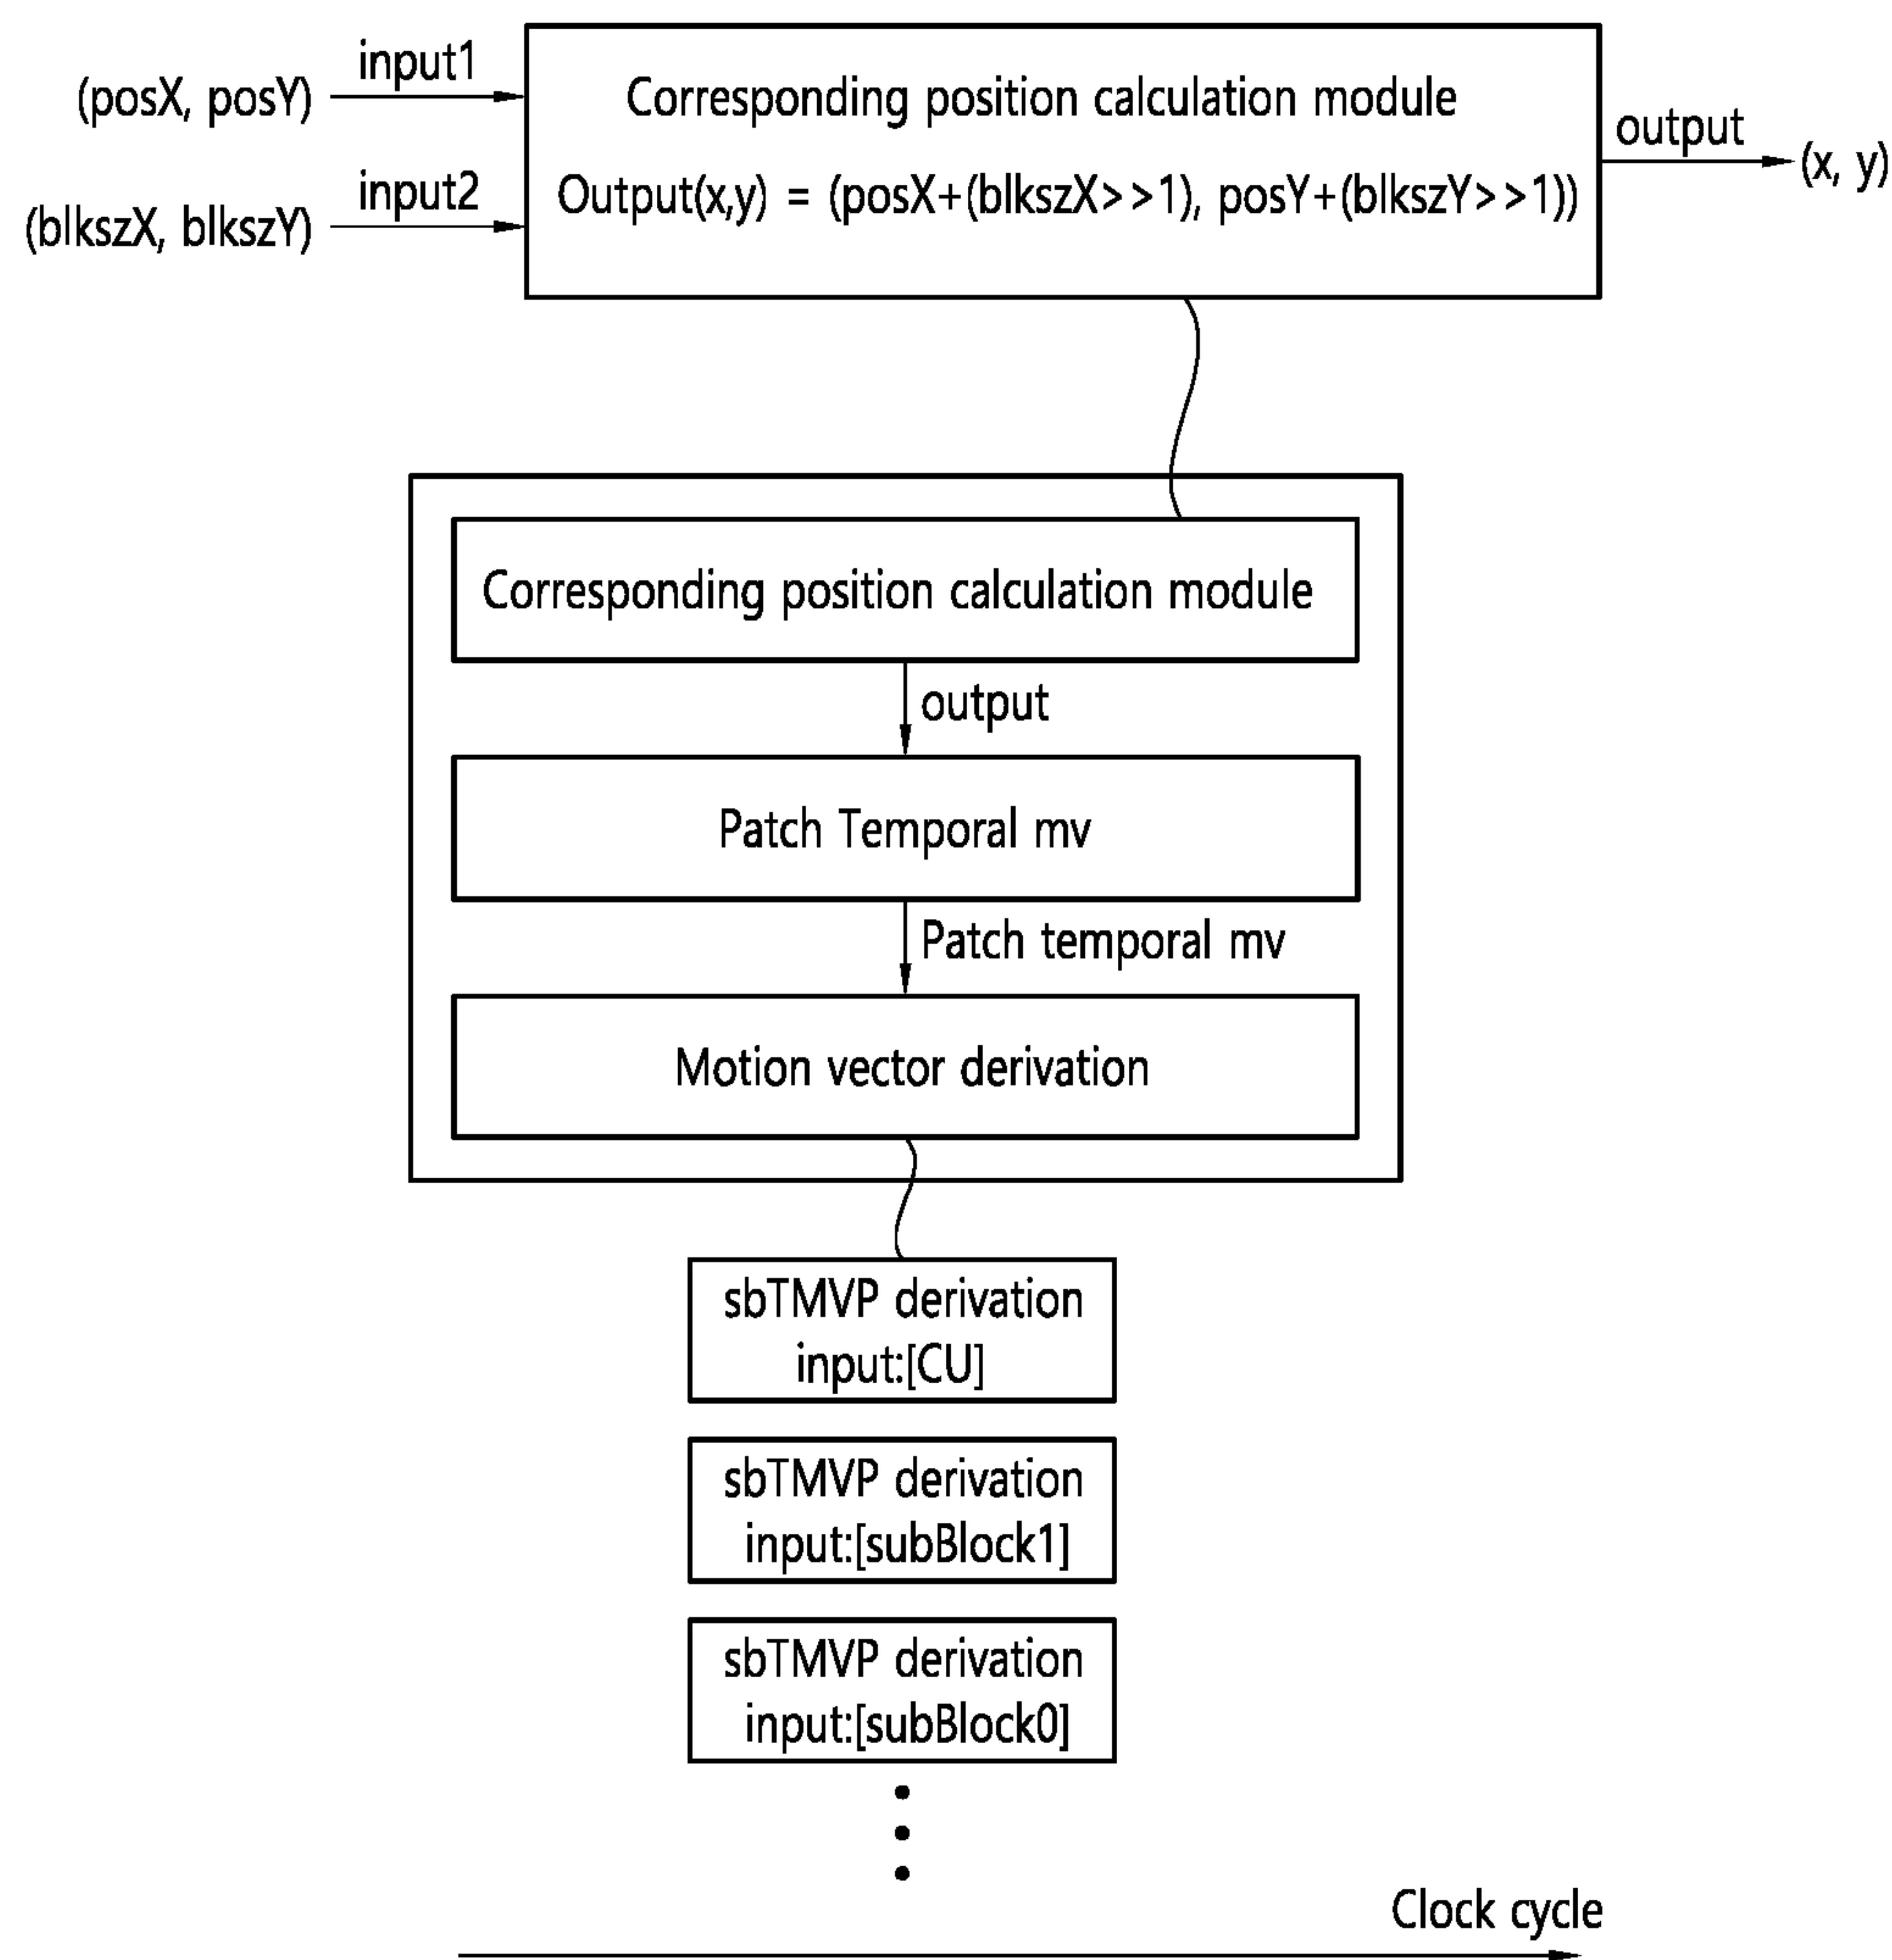 input1
(posX, posY)
input2
(blkszX, blkszY)
Corresponding position calculation module
Output(x,y) = (posX+(blkszX>>1), posY+(blkszY>>1))
output
(x, y)
Corresponding position calculation module
output
Patch Temporal mv
Patch temporal mv
Motion vector derivation
sbTMVP derivation
input:[CU]
sbTMVP derivation
input:[subBlock1]
sbTMVP derivation
input:[subBlock0]
Clock cycle